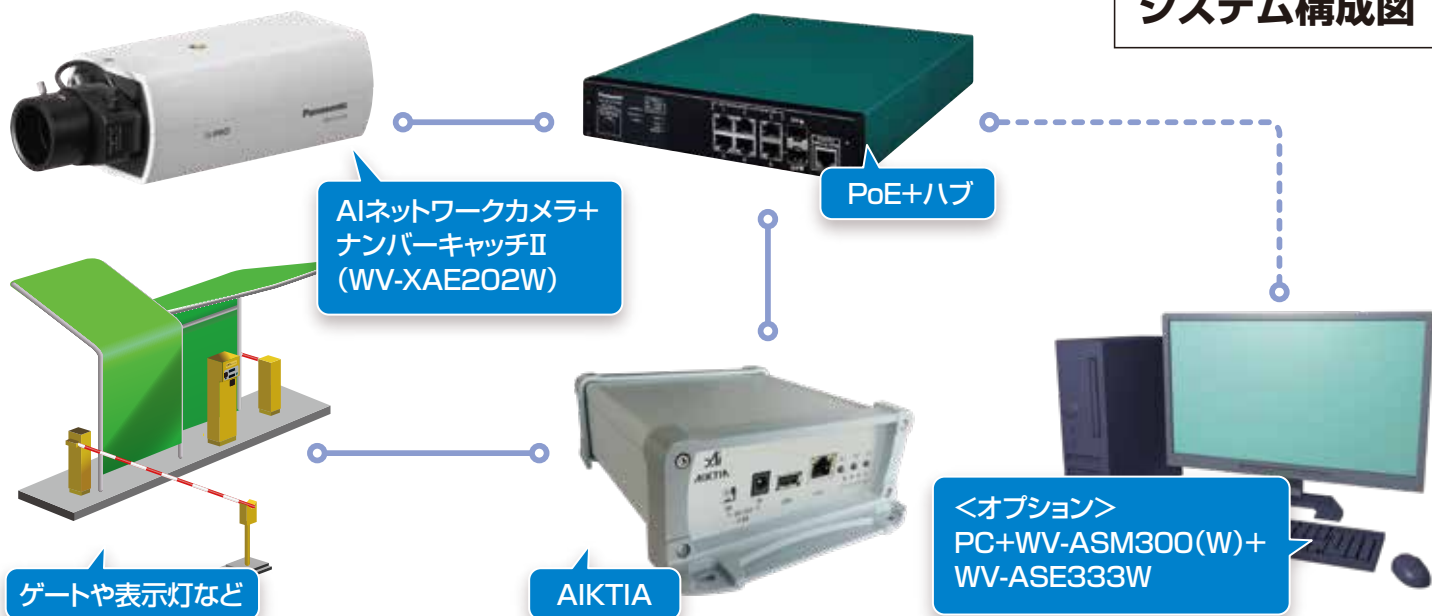 システム構成図
Panasonic
i-PRO
Panasonic
AIネットワークカメラ+
ナンバーキャッチⅡ
(WV-XAE202W)
PoE+ハブ
AIKTIA
ゲートや表示灯など
AIKTIA
<オプション>
PC+WV-ASM300(W)+
WV-ASE333W